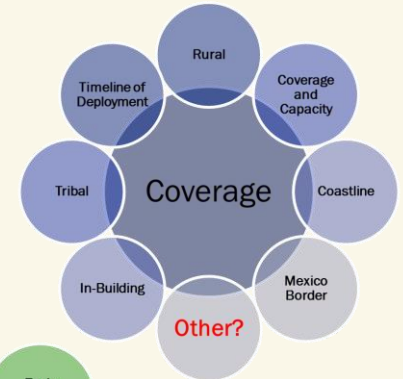 Rural
Coverage
and
Capacity
Coastline
Mexico
Border
Other?
In-Building
Tribal
Timeline of
Deployment
Coverage